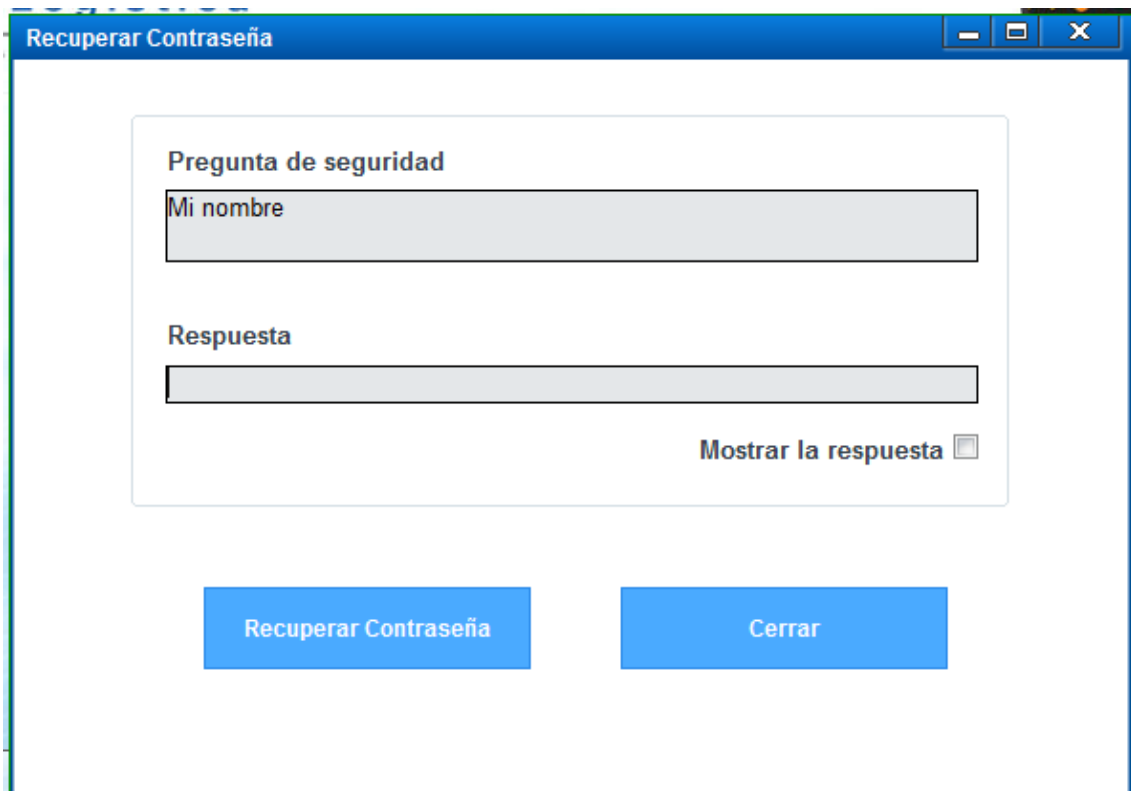 Recuperar Contraseña
Pregunta de seguridad
Mi nombre
Respuesta
Mostrar la respuesta
Recuperar Contraseña
Cerrar